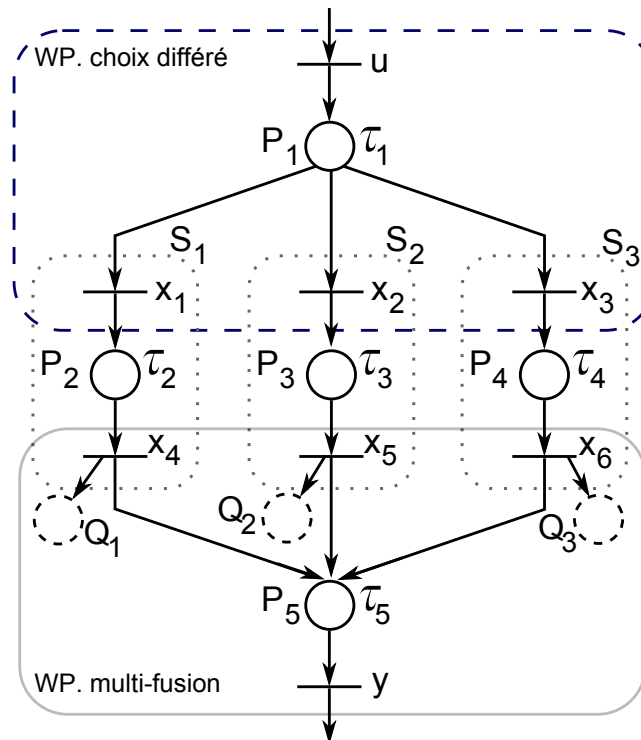 WP. choix différé
u
P1 τ1
S1 S2 S3
x1 x2 x3
P2 τ2 P3 τ3 P4 τ4
x4 x5 x6
Q1 Q2 Q3
P5 τ5
WP. multi-fusion y